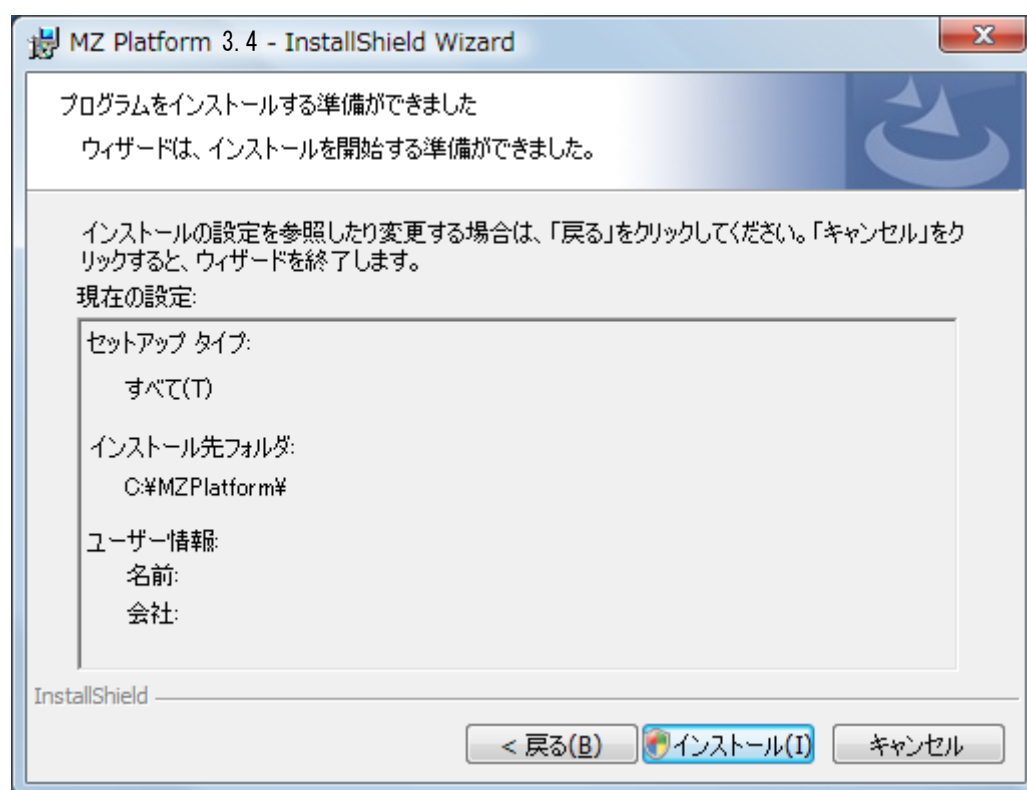 MZ Platform 3.4 - InstallShield Wizard
プログラムをインストールする準備ができました
ウィザードは、インストールを開始する準備ができました。
インストールの設定を参照したり変更する場合は、「戻る」をクリックしてください。「キャンセル」をク
リックすると、ウィザードを終了します。
現在の設定:
セットアップ タイプ:
すべて(T)
インストール先フォルダ:
C:¥MZPlatform¥
ユーザー情報:
名前:
会社:
InstallShield
< 戻る(B)
インストール(I)
キャンセル